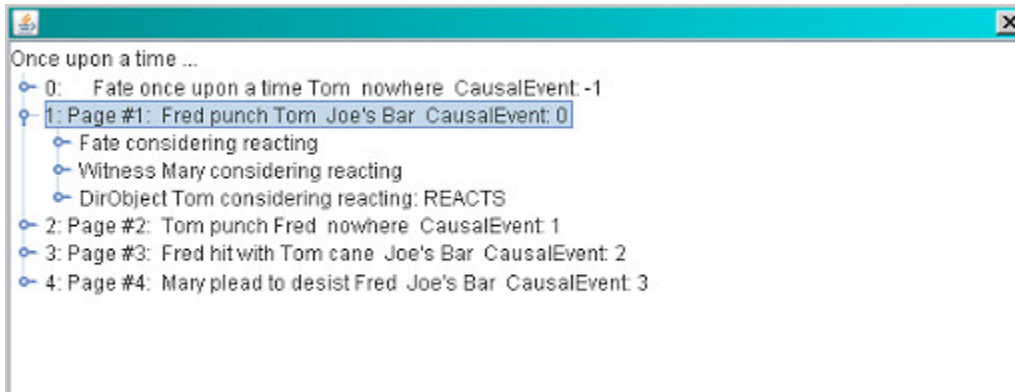 Once upon a time ...
0: Fate once upon a time Tom nowhere CausalEvent: -1
1: Page #1: Fred punch Tom Joe's Bar CausalEvent: 0
Fate considering reacting
Witness Mary considering reacting
DirObject Tom considering reacting: REACTS
2: Page #2: Tom punch Fred nowhere CausalEvent: 1
3: Page #3: Fred hit with Tom cane Joe's Bar CausalEvent: 2
4: Page #4: Mary plead to desist Fred Joe's Bar CausalEvent: 3